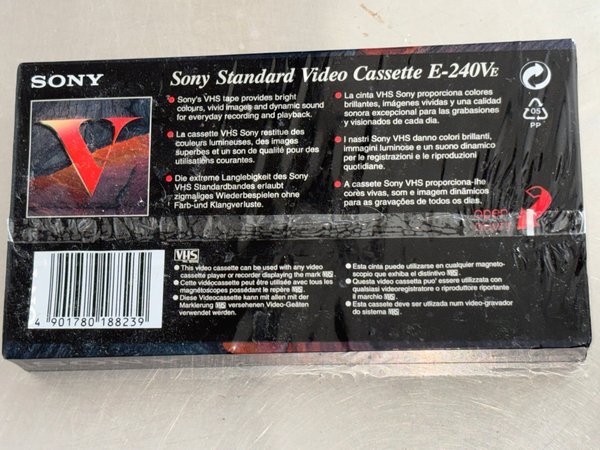 SONY
Sony Standard Video Cassette E-240VE
V
Sony's VHS tape provides bright
colours, vivid images and dynamic sound
for everyday recording and playback.
La cassette VHS Sony restitue des
couleurs lumineuses, des images
superbes et un son de qualité pour des
utilisations courantes.
Die extreme Langlebigkeit des Sony
VHS Standardbandes erlaubt
zigmaliges Wiederbespielen ohne
Farb-und Klangverluste.
La cinta VHS Sony proporciona colores
brillantes, imágenes vividas y una calidad
sonora excepcional para las grabasiones
y visionados de cada dia.
I nastri Sony VHS danno colori brillanti,
immagini luminose e un suono dinamico
per le registrazioni e le riproduzioni
quotidiane.
A cassete Sony VHS proporciona-lhe
cores vivas, som e imagem dinâmicos
para as gravações de todos os dias.
05
PP
open
4 901780 188239
VHS
This video cassette can be used with any video
cassette player or recorder displaying the mark VHS.
Cette vidéocassette peut être utilisée avec tous les
magnétoscopes possédant le repère VHS.
Diese Videocassette kann mit allen mit der
Markierung VHS versehenen Video-Geäten
verwendet werden.
Esta cinta puede utilizarse en cualquier magneto-
scopio que exhiba el distintivo VHS.
Questa video cassetta puo' essere utilizzata con
qualsiasi videoregistratore o riproduttore riportante
il marchio VHS.
Esta cassete deve ser utlizada num video-gravador
do sistema VHS.